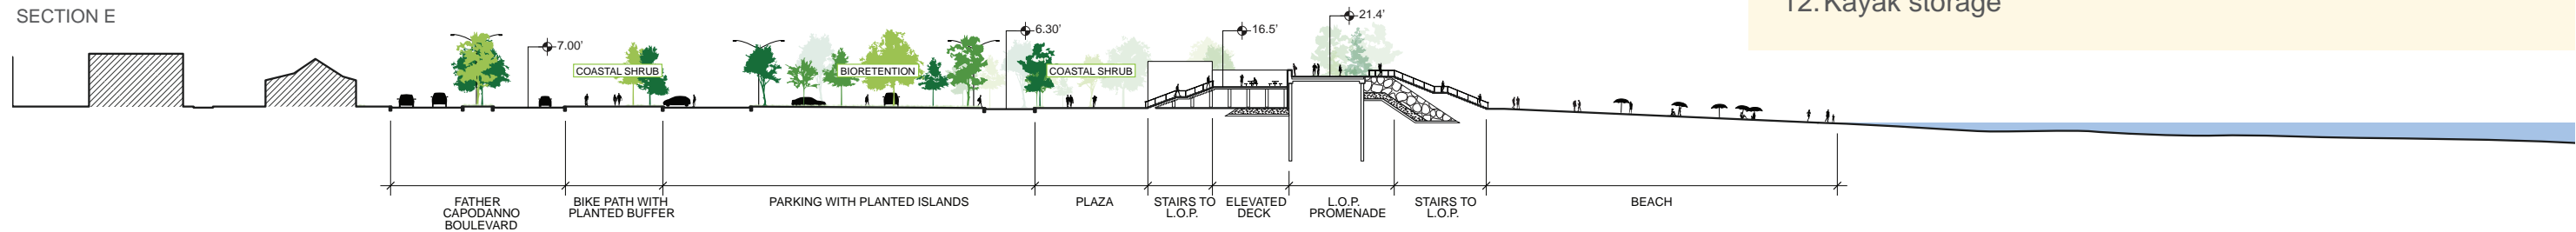 SECTION E
12. Kayak storage
21.4'
7.00'
6.30'
16.5'
COASTAL SHRUB
BIORETENTION
COASTAL SHRUB
FATHER
CAPODANNO
BOULEVARD
BIKE PATH WITH
PLANTED BUFFER
PARKING WITH PLANTED ISLANDS
PLAZA
STAIRS TO
L.O.P.
ELEVATED
DECK
L.O.P.
PROMENADE
STAIRS TO
L.O.P.
BEACH